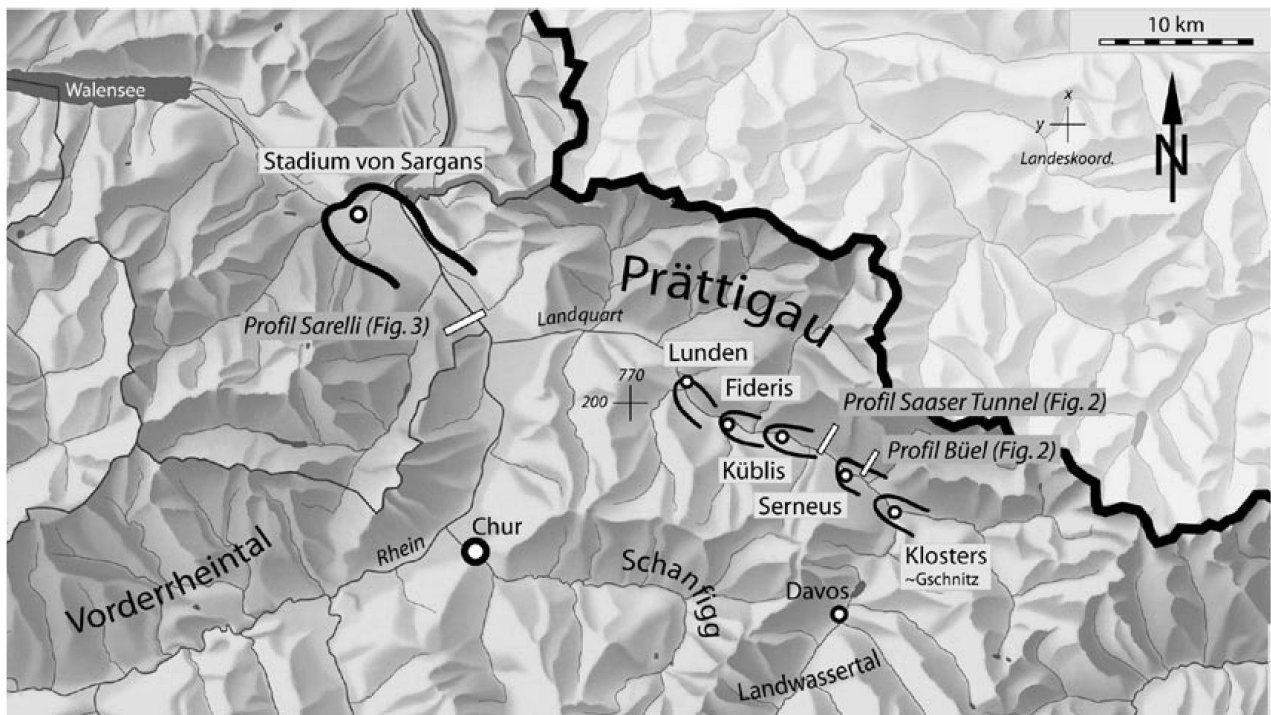 10 km
Walensee
x
y
Landeskoord.
N
Stadium von Sargans
Prättigau
Profil Sarelli (Fig. 3)
Landquart
Lunden
770
200
Fideris
Profil Saaser Tunnel (Fig. 2)
Profil Büel (Fig. 2)
Küblis
Serneus
Chur
Rhein
Vorderrheintal
Schanfigg
Klosters
~Gschnitz
Davos
Landwassertal